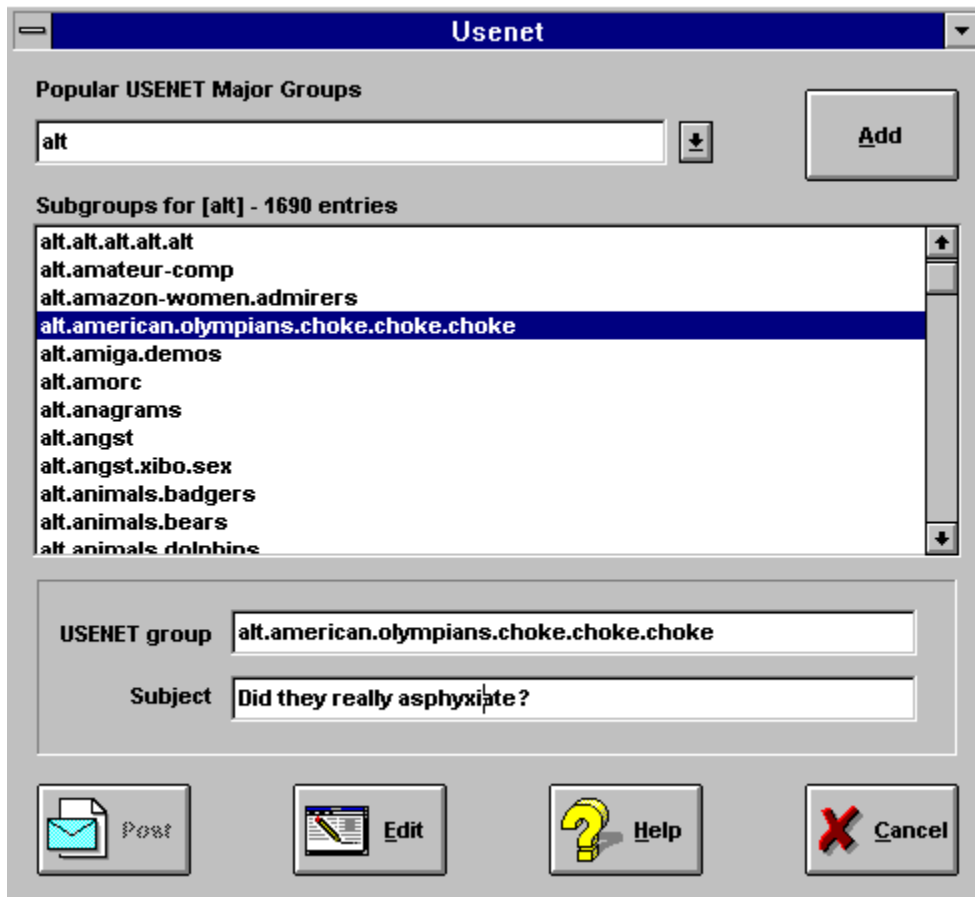 Usenet
Popular USENET Major Groups
alt
Add
Subgroups for [alt] - 1690 entries
alt.alt.alt.alt.alt
alt.amateur-comp
alt.amazon-women.admirers
alt.american.olympians.choke.choke.choke
alt.amiga.demos
alt.amorc
alt.anagrams
alt.angst
alt.angst.xibo.sex
alt.animals.badgers
alt.animals.bears
alt.animals.dolphins
USENET group alt.american.olympians.choke.choke.choke
Subject Did they really asphyxiate?
Post Edit Help Cancel